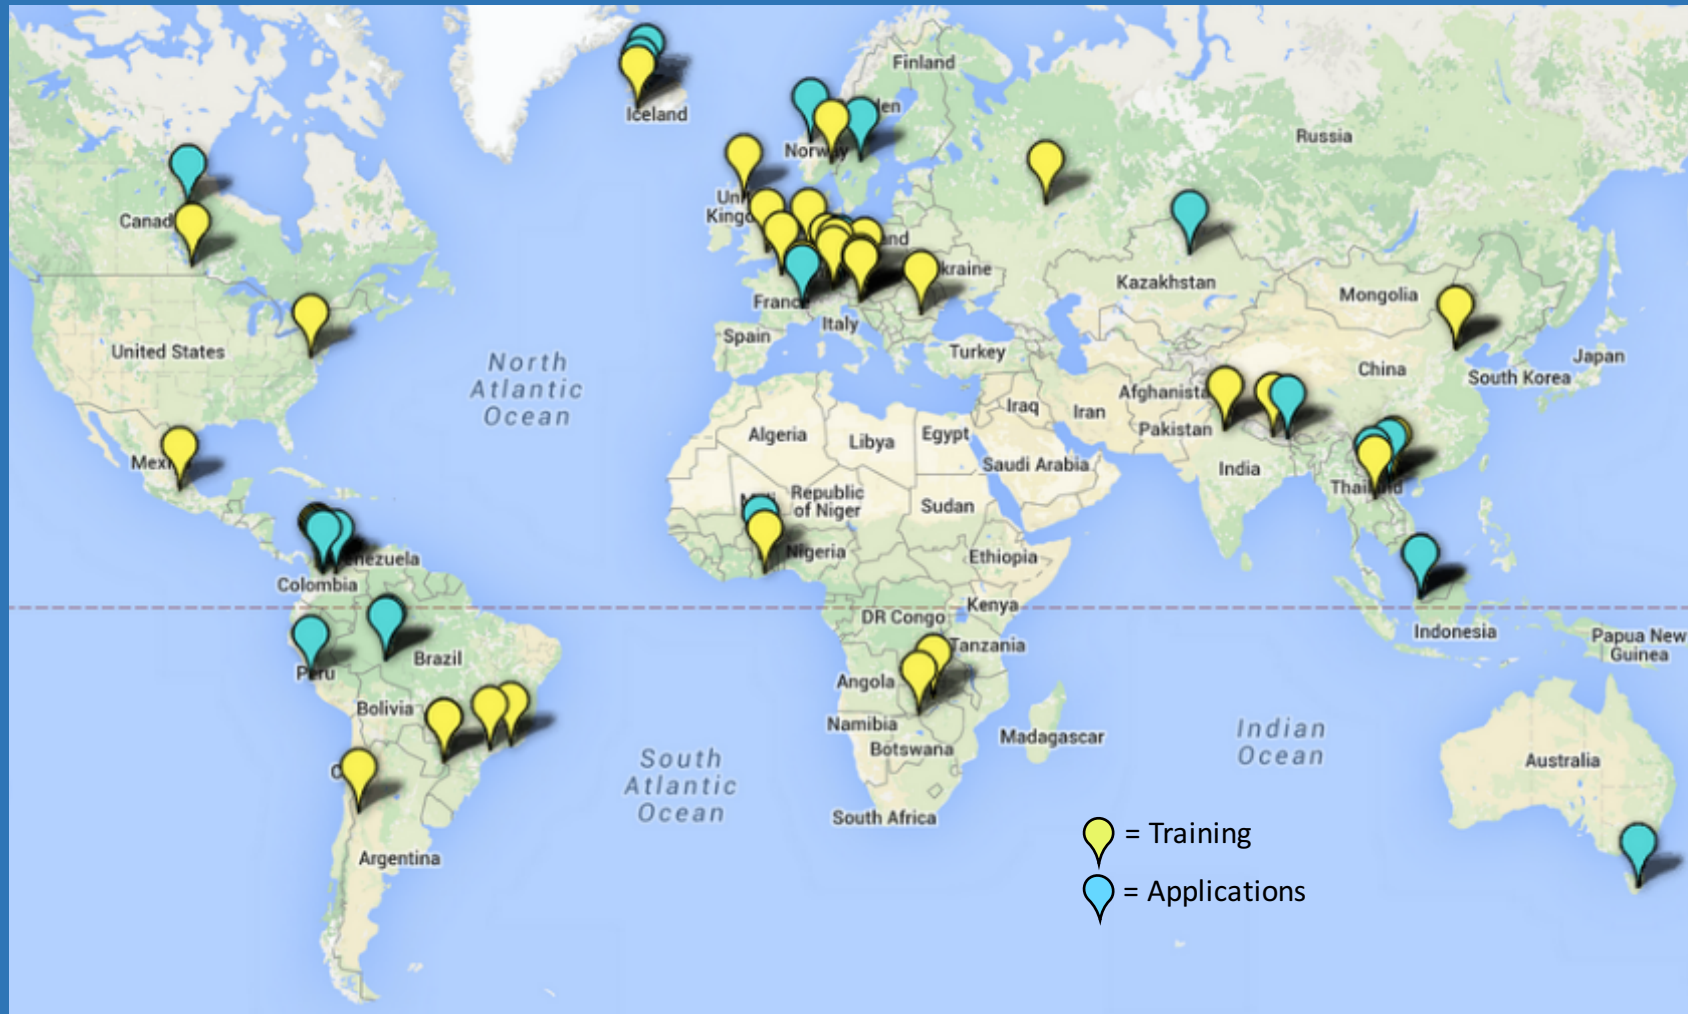 Finland
Iceland
Russia
Norway
Canad
Kazakhstan
Mongolia
France
Italy
Spain
Turkey
United States
North
Atlantic
Ocean
Japan
China
South Korea
Iraq
Iran
Pakistan
Algeria
Libya
Egypt
Saudi Arabia
India
Republic
of Niger
Sudan
Nigeria
Ethiopia
Colombia
DR Congo
Kenya
Tanzania
Indonesia
Papua New
Guinea
Brazil
Peru
Angola
Bolivia
Namibia
Botswana
Madagascar
Indian
Ocean
Australia
South
Atlantic
Ocean
South Africa
Argentina
= Training
= Applications